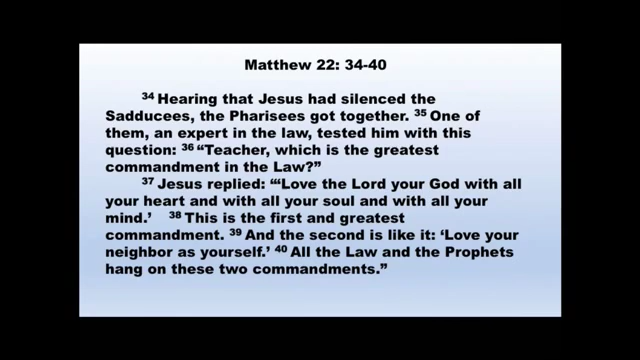 Matthew 22: 34-40
34 Hearing that Jesus had silenced the
Sadducees, the Pharisees got together. 35 One of
them, an expert in the law, tested him with this
question: 36 “Teacher, which is the greatest
commandment in the Law?”
37 Jesus replied: “‘Love the Lord your God with all
your heart and with all your soul and with all your
mind.’ 38 This is the first and greatest
commandment. 39 And the second is like it: ‘Love your
neighbor as yourself.’ 40 All the Law and the Prophets
hang on these two commandments.”